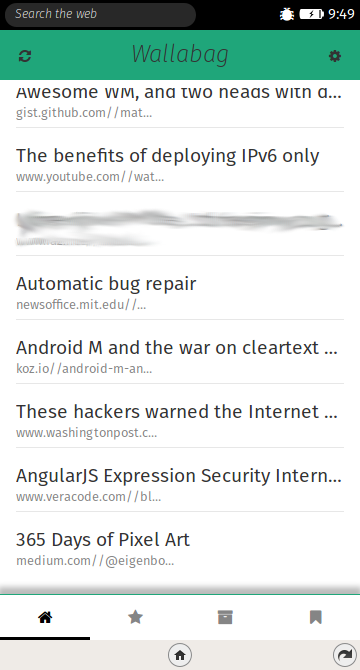 Search the web
9:49
Wallabag
Awesome WM, and two heads with d...
gist.github.com//mat...
The benefits of deploying IPv6 only
www.youtube.com//wat...
Automatic bug repair
newsoffice.mit.edu//...
Android M and the war on cleartext ...
koz.io//android-m-an...
These hackers warned the Internet ...
www.washingtonpost.c...
AngularJS Expression Security Intern...
www.veracode.com//bl...
365 Days of Pixel Art
medium.com//@eigenbo...